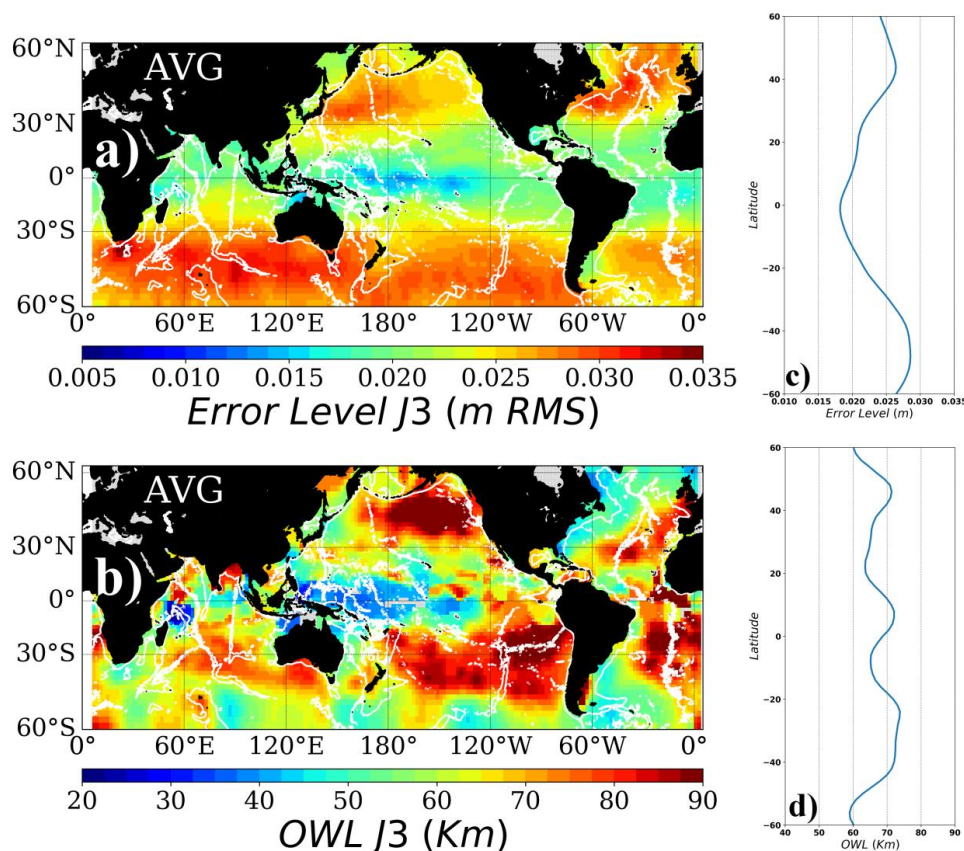 AVG
a)
60°N
30°N
0°
30°S
60°S
0° 60°E 120°E 180° 120°W 60°W 0°
0.005 0.010 0.015 0.020 0.025 0.030 0.035
Error Level J3 (m RMS)
60
40
20
0
−20
−40
−60
Latitude
c)
0.010 0.015 0.020 0.025 0.030 0.035
Error Level (m)
AVG
b)
60°N
30°N
0°
30°S
60°S
0° 60°E 120°E 180° 120°W 60°W 0°
20 30 40 50 60 70 80 90
OWL J3 (Km)
60
40
20
0
−20
−40
−60
Latitude
d)
40 50 60 70 80 90
OWL (Km)